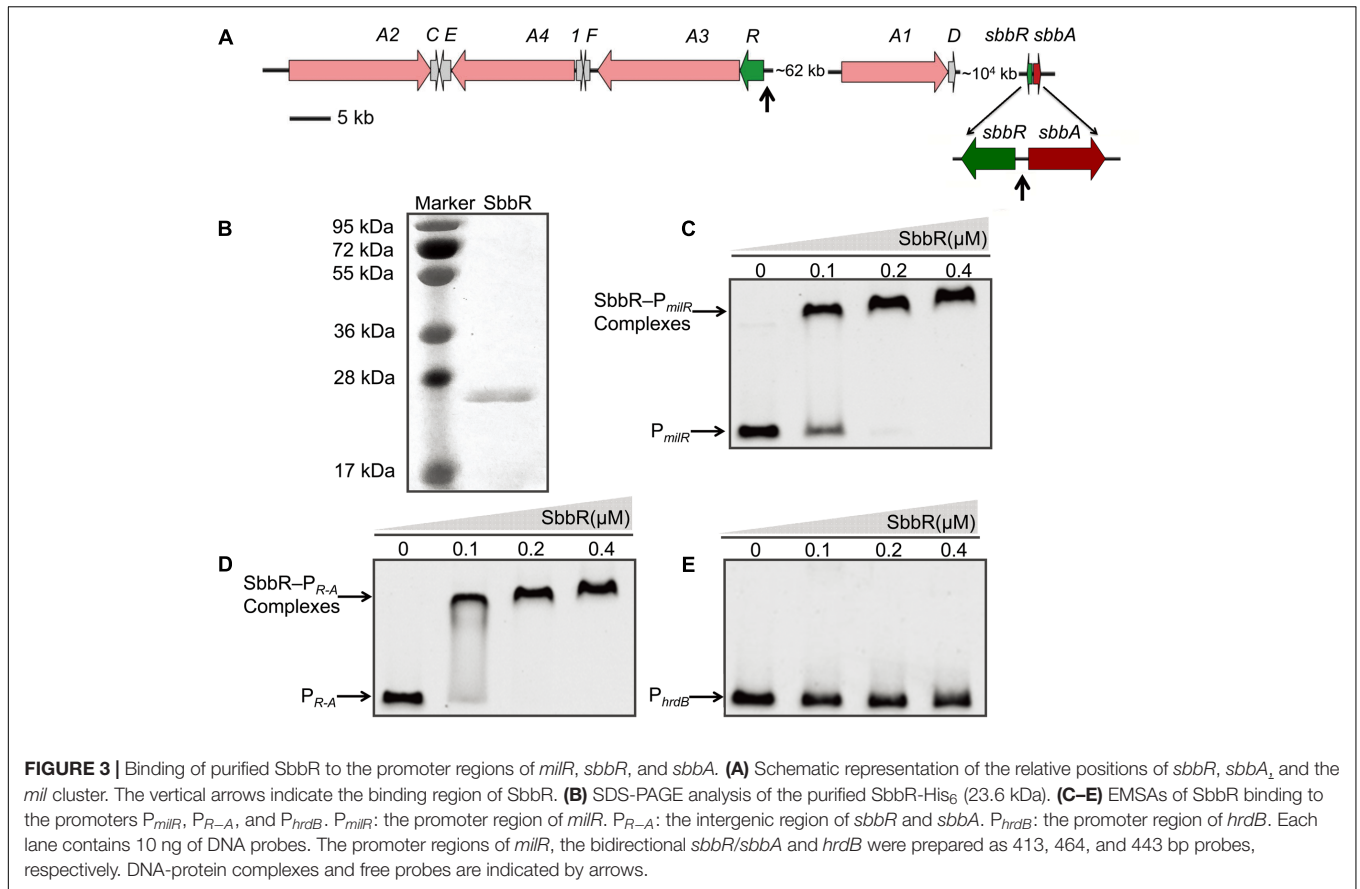 A
A2 C E A4 1 F A3 R A1 D sbbR sbbA
~62 kb ~10⁴ kb
5 kb
sbbR sbbA
B
Marker SbbR
95 kDa
72 kDa
55 kDa
36 kDa
28 kDa
17 kDa
C
SbbR(μM)
0 0.1 0.2 0.4
SbbR–PmilR
Complexes
PmilR
D
SbbR(μM)
0 0.1 0.2 0.4
SbbR–PR-A
Complexes
PR-A
E
SbbR(μM)
0 0.1 0.2 0.4
PhrdB
FIGURE 3 | Binding of purified SbbR to the promoter regions of milR, sbbR, and sbbA. (A) Schematic representation of the relative positions of sbbR, sbbA, and the
mil cluster. The vertical arrows indicate the binding region of SbbR. (B) SDS-PAGE analysis of the purified SbbR-His₆ (23.6 kDa). (C–E) EMSAs of SbbR binding to
the promoters PmilR, PR–A, and PhrdB. PmilR: the promoter region of milR. PR–A: the intergenic region of sbbR and sbbA. PhrdB: the promoter region of hrdB. Each
lane contains 10 ng of DNA probes. The promoter regions of milR, the bidirectional sbbR/sbbA and hrdB were prepared as 413, 464, and 443 bp probes,
respectively. DNA-protein complexes and free probes are indicated by arrows.